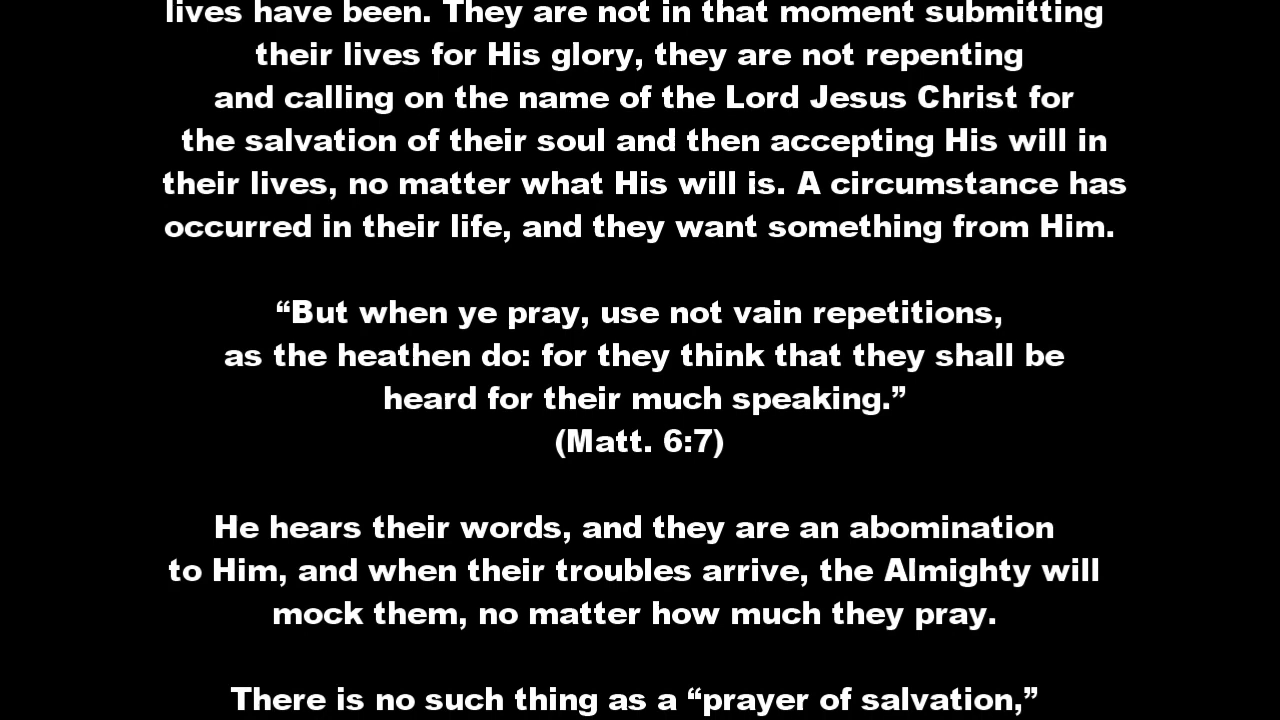 lives have been. They are not in that moment submitting
their lives for His glory, they are not repenting
and calling on the name of the Lord Jesus Christ for
the salvation of their soul and then accepting His will in
their lives, no matter what His will is. A circumstance has
occurred in their life, and they want something from Him.
“But when ye pray, use not vain repetitions,
as the heathen do: for they think that they shall be
heard for their much speaking.”
(Matt. 6:7)
He hears their words, and they are an abomination
to Him, and when their troubles arrive, the Almighty will
mock them, no matter how much they pray.
There is no such thing as a “prayer of salvation,”